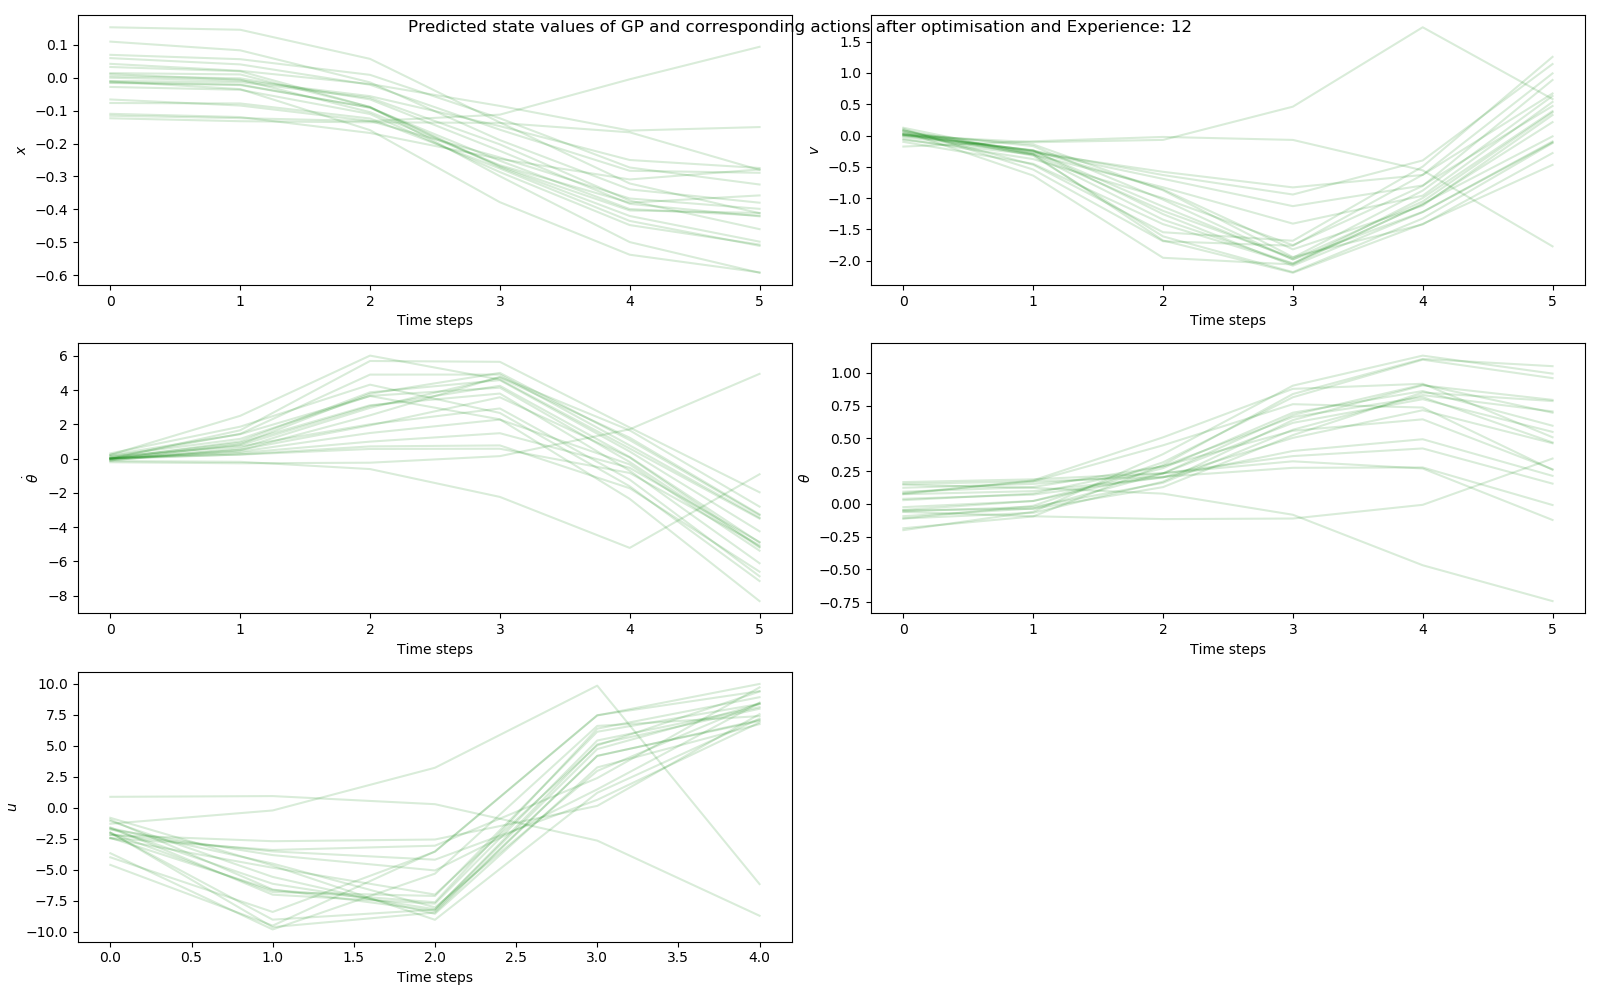 Predicted state values of GP and corresponding actions after optimisation and Experience: 12
0.1
0.0
−0.1
−0.2
−0.3
−0.4
−0.5
−0.6
x
0 1 2 3 4 5
Time steps
1.5
1.0
0.5
0.0
−0.5
−1.0
−1.5
−2.0
v
0 1 2 3 4 5
Time steps
6
4
2
0
−2
−4
−6
−8
θ̇
0 1 2 3 4 5
Time steps
1.00
0.75
0.50
0.25
0.00
−0.25
−0.50
−0.75
θ
0 1 2 3 4 5
Time steps
10.0
7.5
5.0
2.5
0.0
−2.5
−5.0
−7.5
−10.0
u
0.0 0.5 1.0 1.5 2.0 2.5 3.0 3.5 4.0
Time steps